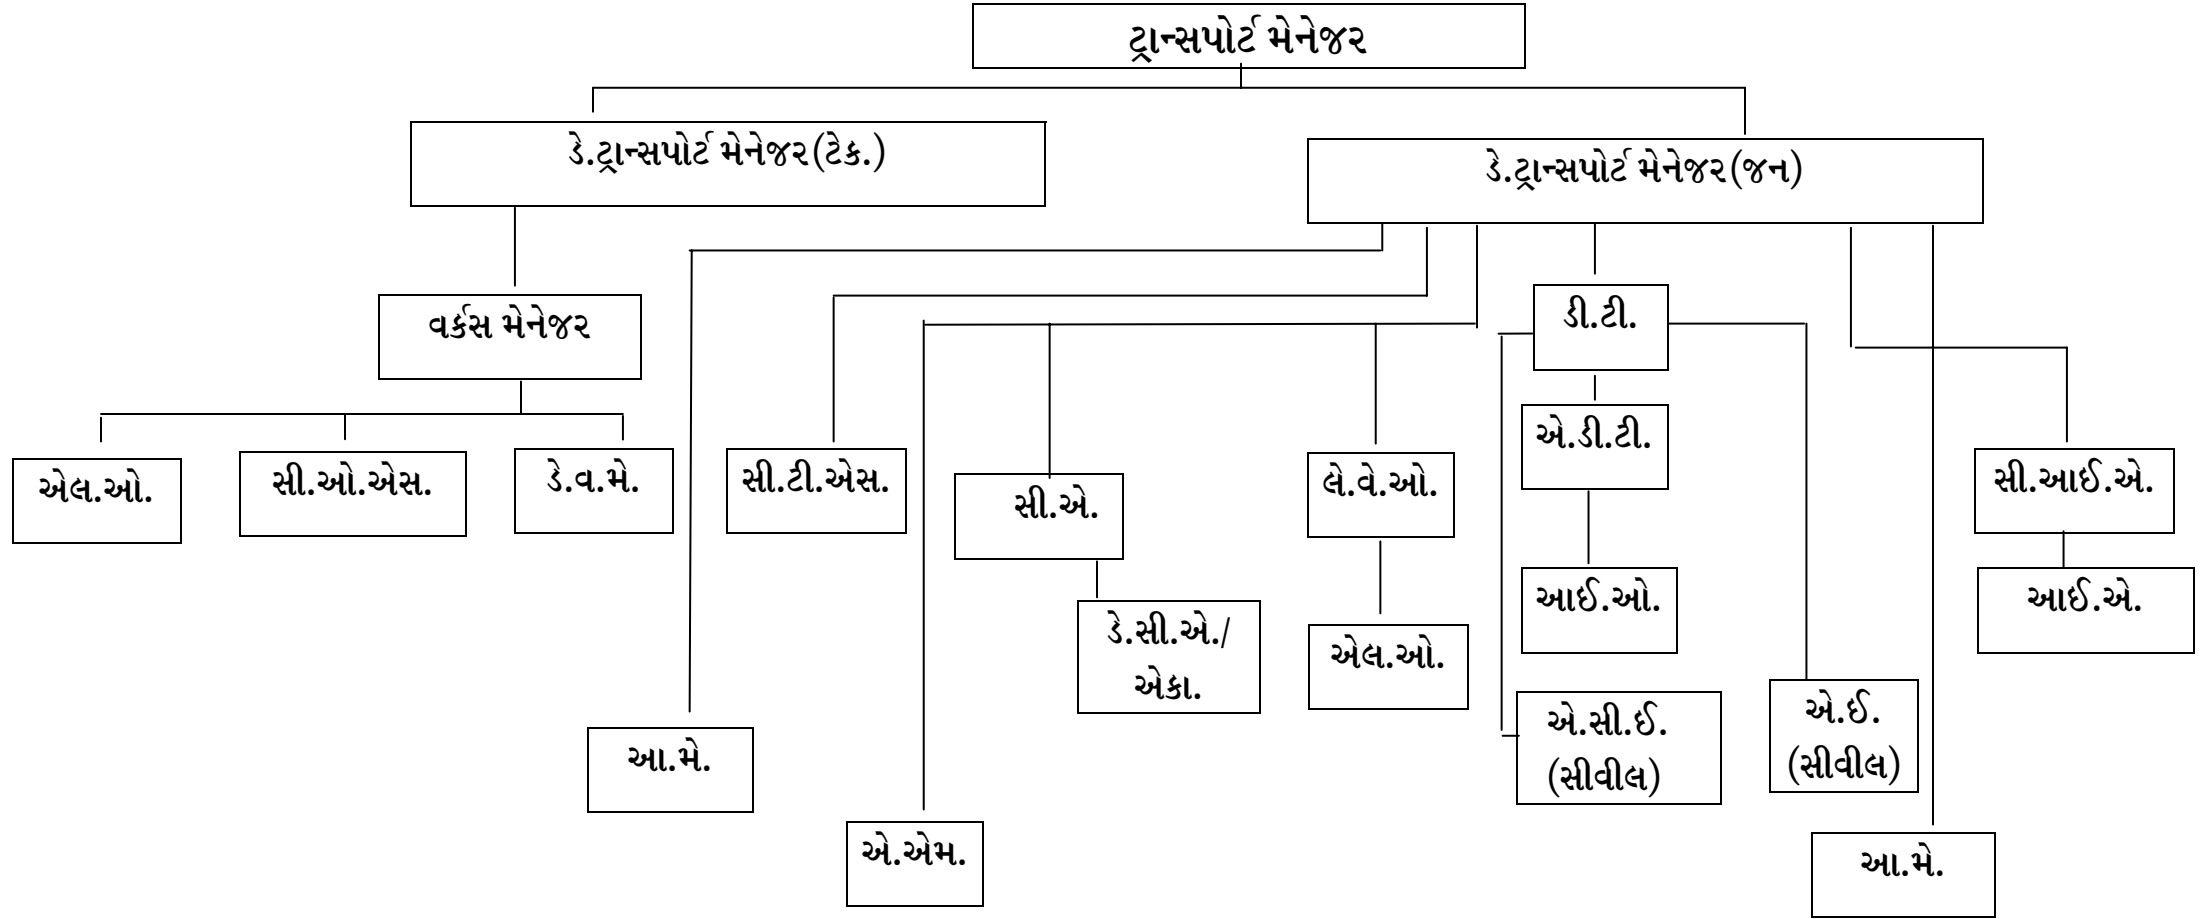 ટ્રાન્સપોર્ટ મેનેજર
ડે.ટ્રાન્સપોર્ટ મેનેજર(ટેક.)
ડે.ટ્રાન્સપોર્ટ મેનેજર(જન)
વર્કસ મેનેજર
ડી.ટી.
એ.ડી.ટી.
એલ.ઓ.
સી.ઓ.એસ.
ડે.વ.મે.
સી.ટી.એસ.
સી.એ.
લે.વે.ઓ.
સી.આઈ.એ.
ડે.સી.એ./
એકા.
એલ.ઓ.
આઈ.ઓ.
આઈ.એ.
આ.મે.
એ.સી.ઈ.
(સીવીલ)
એ.ઈ.
(સીવીલ)
એ.એમ.
આ.મે.